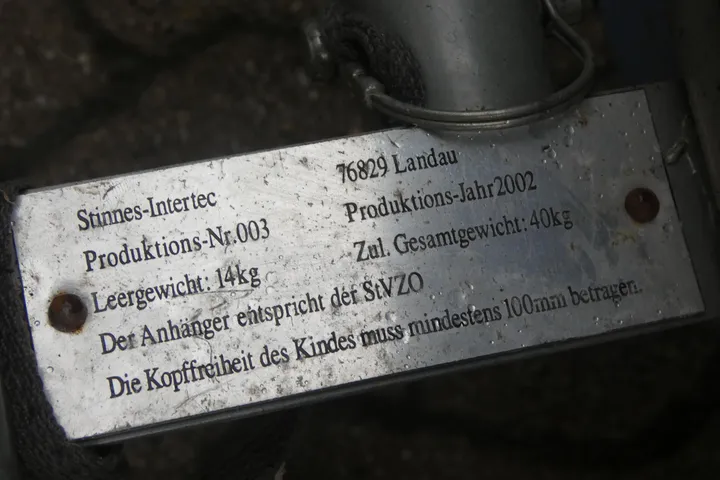 Stinnes-Intertec 76829 Landau
Produktions-Nr.003 Produktions-Jahr2002
Leergewicht: 14kg Zul. Gesamtgewicht: 40kg
Der Anhänger entspricht der StVZO
Die Kopffreiheit des Kindes muss mindestens 100mm betragen.